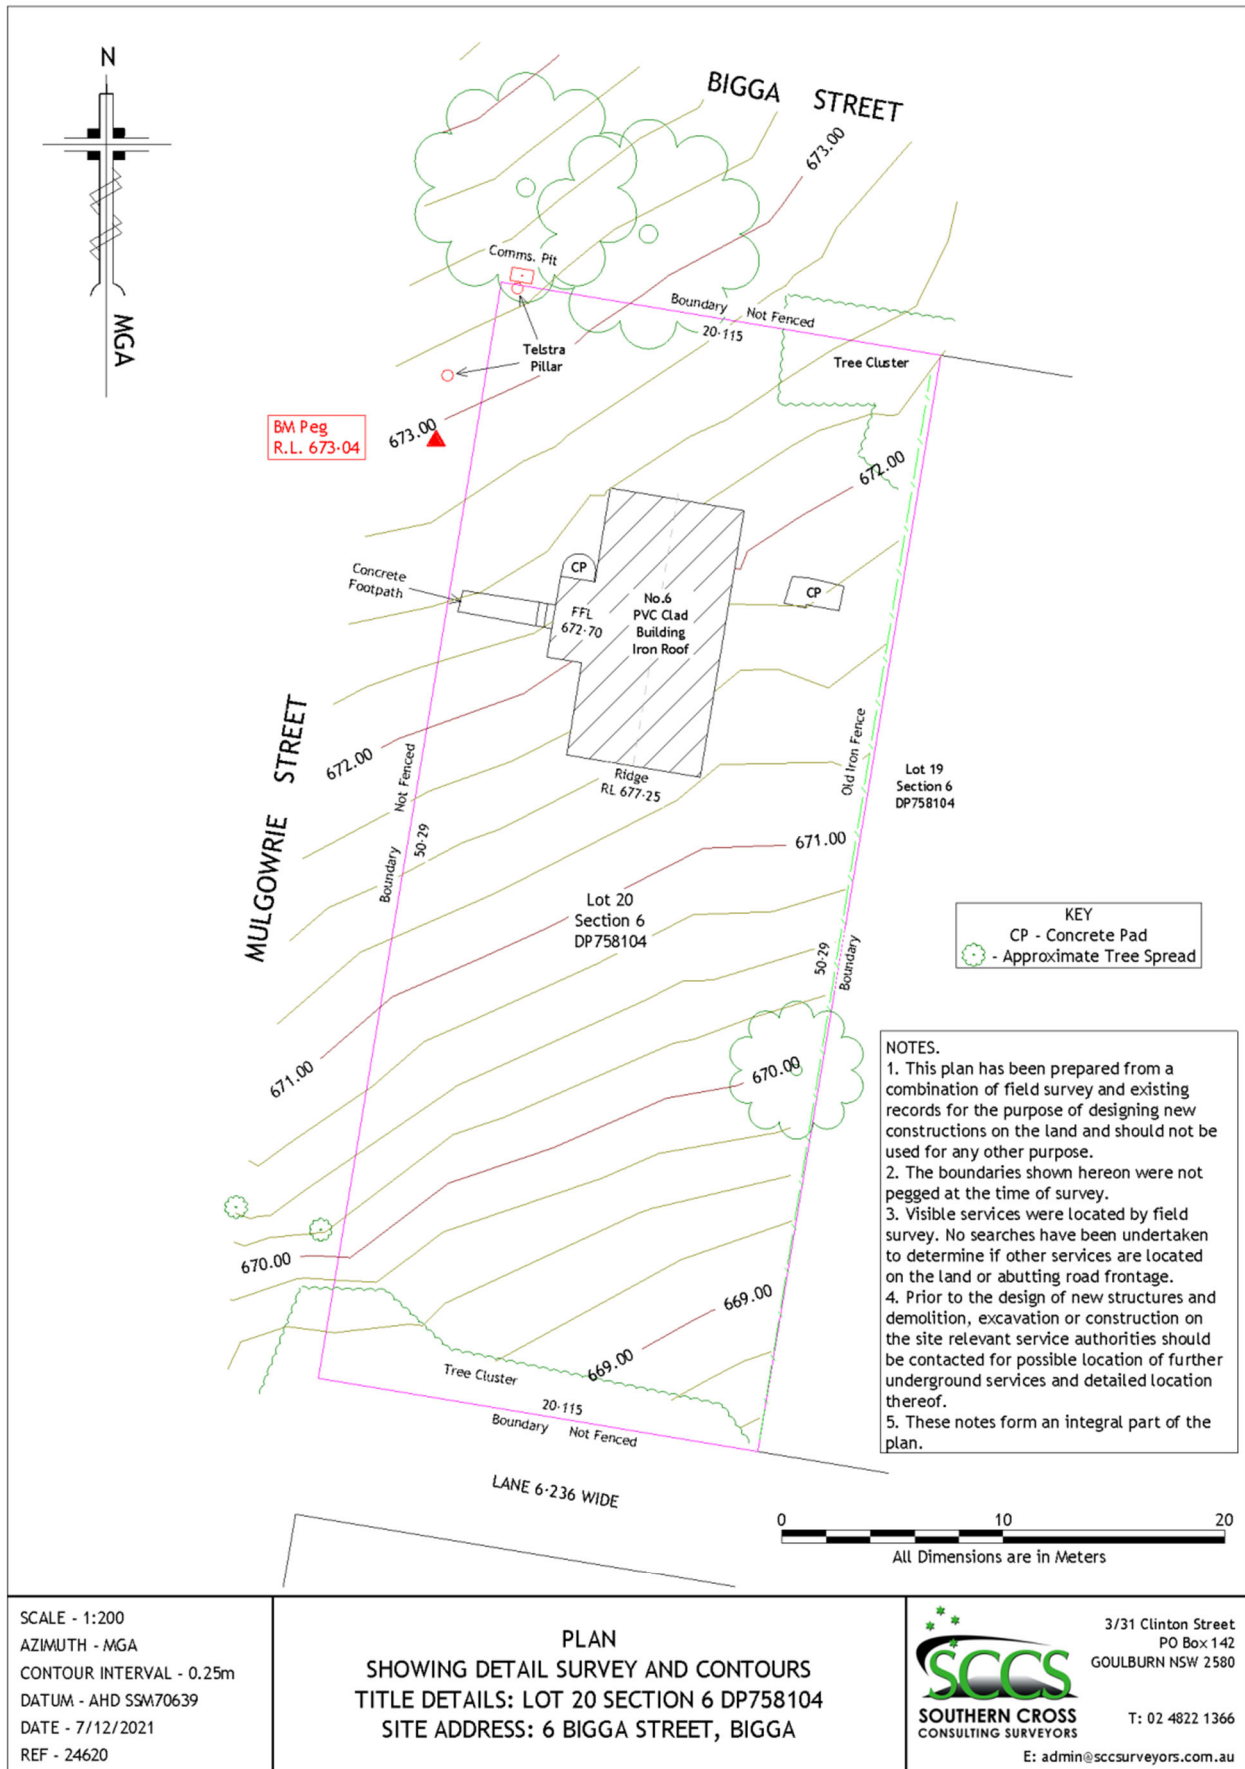 N
MGA
BIGGA STREET
673.00
Comms. Pit
Boundary Not Fenced
20·115
Telstra
Pillar
Tree Cluster
BM Peg
R.L. 673·04
673.00
672.00
Concrete
Footpath
CP
CP
FFL
672·70
No.6
PVC Clad
Building
Iron Roof
MULGOWRIE STREET
672.00
Boundary Not Fenced
50·29
Ridge
RL 677·25
Old Iron Fence
Lot 19
Section 6
DP758104
671.00
Lot 20
Section 6
DP758104
50·29
Boundary
KEY
CP - Concrete Pad
- Approximate Tree Spread
671.00
670.00
NOTES.
1. This plan has been prepared from a
combination of field survey and existing
records for the purpose of designing new
constructions on the land and should not be
used for any other purpose.
2. The boundaries shown hereon were not
pegged at the time of survey.
3. Visible services were located by field
survey. No searches have been undertaken
to determine if other services are located
on the land or abutting road frontage.
4. Prior to the design of new structures and
demolition, excavation or construction on
the site relevant service authorities should
be contacted for possible location of further
underground services and detailed location
thereof.
5. These notes form an integral part of the
plan.
670.00
669.00
669.00
Tree Cluster
20·115
Boundary Not Fenced
LANE 6·236 WIDE
0 10 20
All Dimensions are in Meters
SCALE - 1:200
AZIMUTH - MGA
CONTOUR INTERVAL - 0.25m
DATUM - AHD SSM70639
DATE - 7/12/2021
REF - 24620
PLAN
SHOWING DETAIL SURVEY AND CONTOURS
TITLE DETAILS: LOT 20 SECTION 6 DP758104
SITE ADDRESS: 6 BIGGA STREET, BIGGA
SCCS
SOUTHERN CROSS
CONSULTING SURVEYORS
3/31 Clinton Street
PO Box 142
GOULBURN NSW 2580
T: 02 4822 1366
E: admin@sccsurveyors.com.au